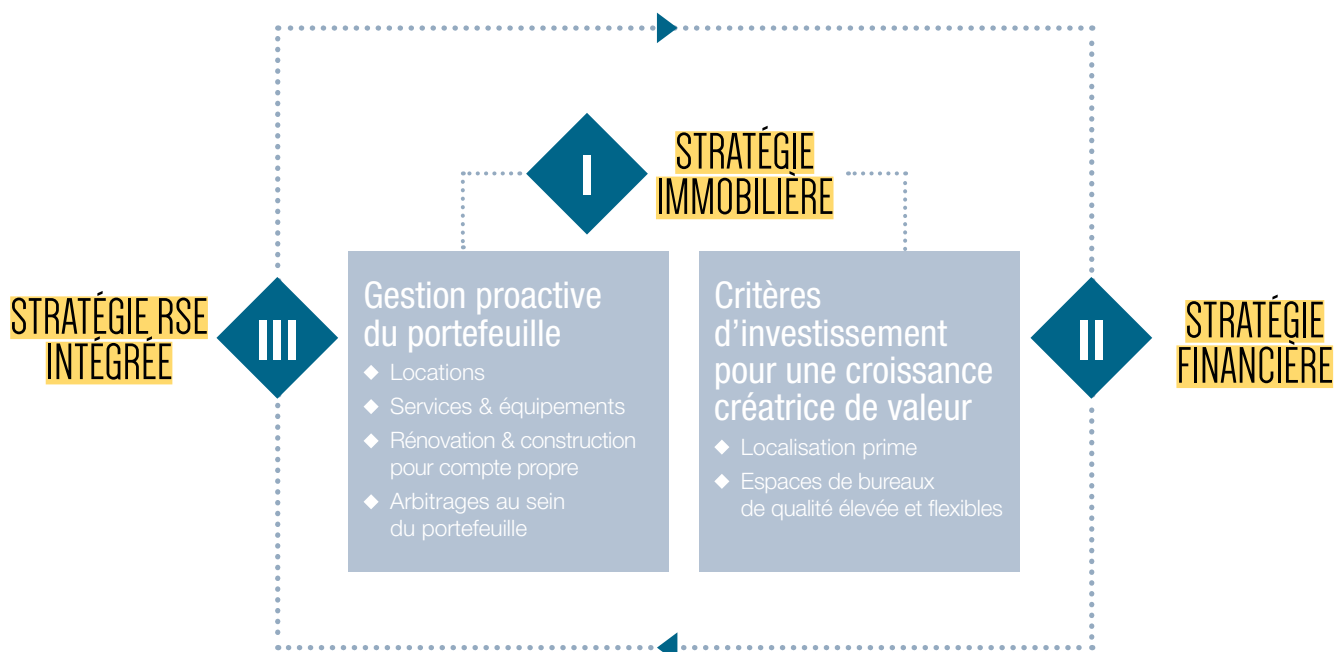 I
STRATÉGIE
IMMOBILIÈRE
STRATÉGIE RSE
INTÉGRÉE
III
Gestion proactive
du portefeuille
◆ Locations
◆ Services & équipements
◆ Rénovation & construction
pour compte propre
◆ Arbitrages au sein
du portefeuille
Critères
d’investissement
pour une croissance
créatrice de valeur
◆ Localisation prime
◆ Espaces de bureaux
de qualité élevée et flexibles
II
STRATÉGIE
FINANCIÈRE